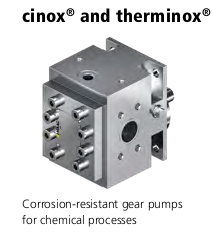 cinox® and therminox®
Corrosion-resistant gear pumps
for chemical processes